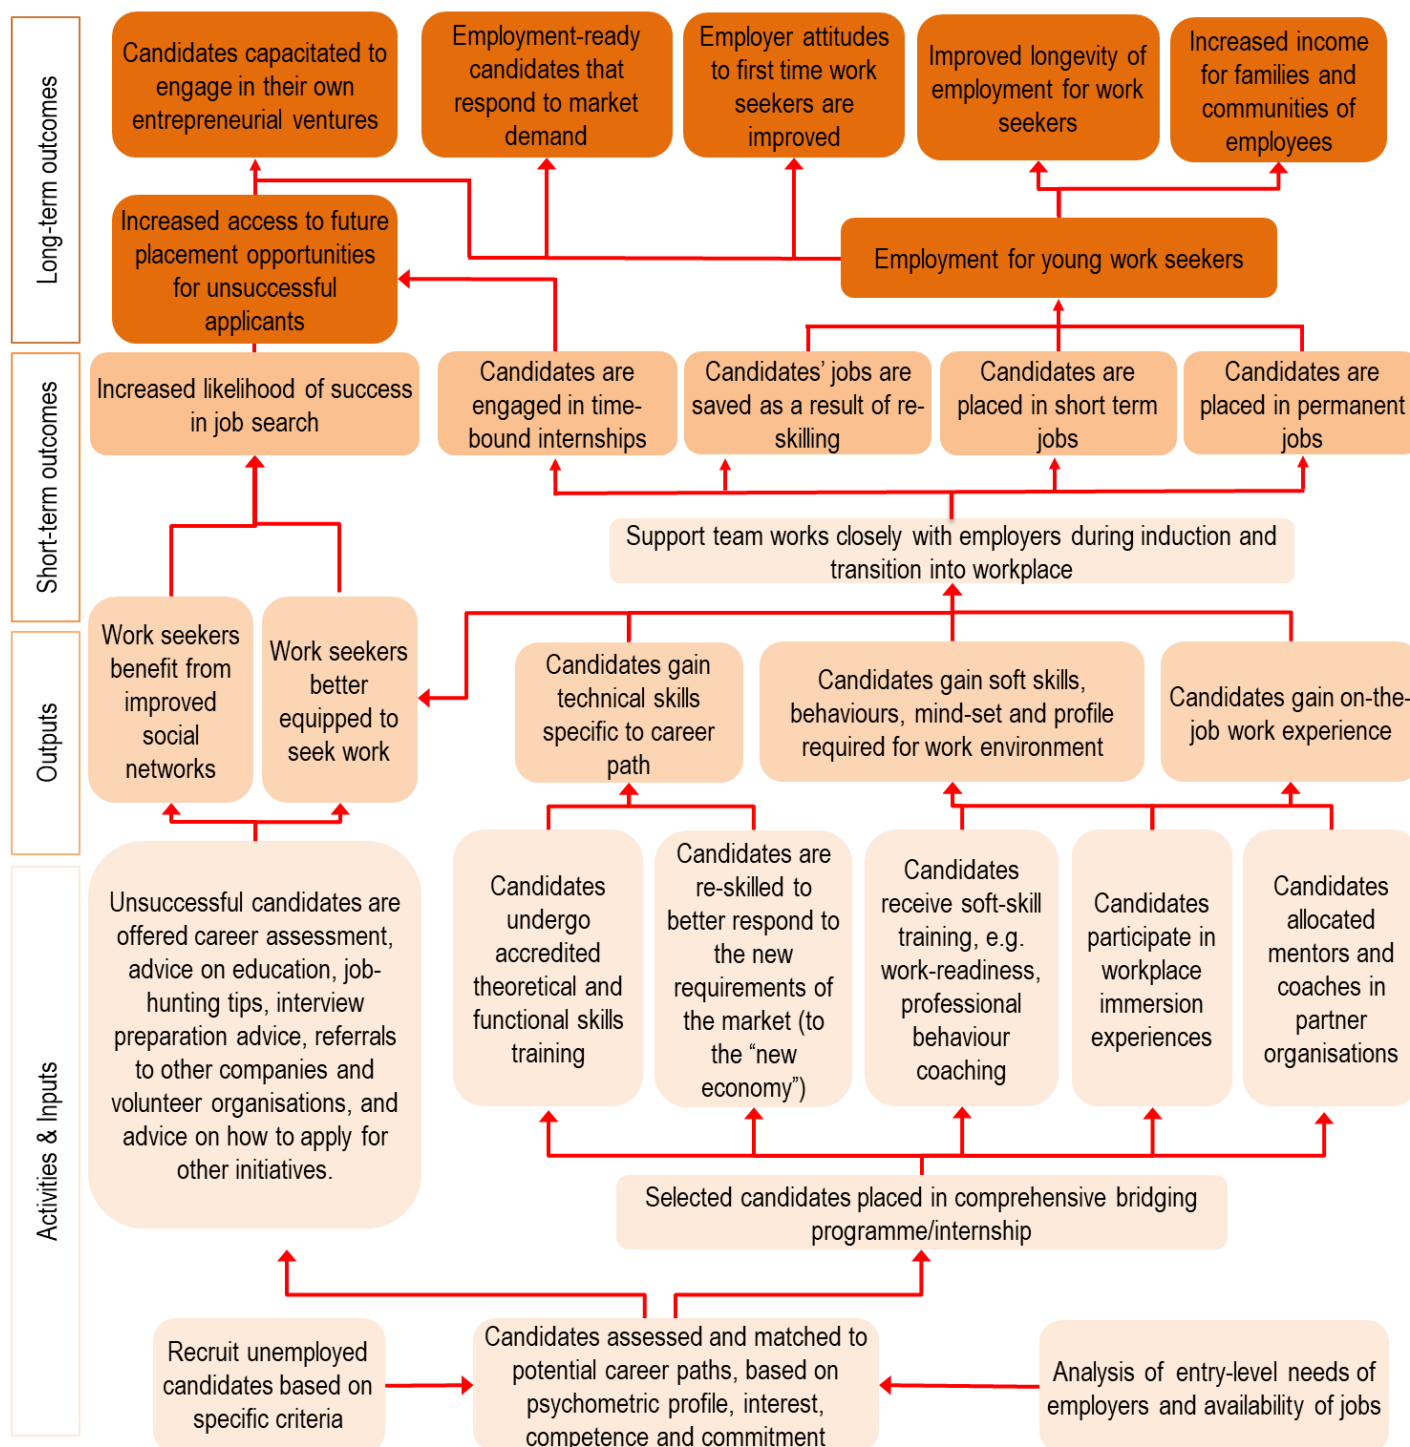 Long-term outcomes
Candidates capacitated to
engage in their own
entrepreneurial ventures
Employment-ready
candidates that
respond to market
demand
Employer attitudes
to first time work
seekers are
improved
Improved longevity of
employment for work
seekers
Increased income
for families and
communities of
employees
Increased access to future
placement opportunities
for unsuccessful
applicants
Employment for young work seekers
Short-term outcomes
Increased likelihood of success
in job search
Candidates are
engaged in time-
bound internships
Candidates' jobs are
saved as a result of re-
skilling
Candidates are
placed in short term
jobs
Candidates are
placed in permanent
jobs
Support team works closely with employers during induction and
transition into workplace
Outputs
Work seekers
benefit from
improved
social
networks
Work seekers
better
equipped to
seek work
Candidates gain
technical skills
specific to career
path
Candidates gain soft skills,
behaviours, mind-set and profile
required for work environment
Candidates gain on-the-
job work experience
Activities & Inputs
Unsuccessful candidates are
offered career assessment,
advice on education, job-
hunting tips, interview
preparation advice, referrals
to other companies and
volunteer organisations, and
advice on how to apply for
other initiatives.
Candidates
undergo
accredited
theoretical and
functional skills
training
Candidates are
re-skilled to
better respond to
the new
requirements of
the market (to
the “new
economy”)
Candidates
receive soft-skill
training, e.g.
work-readiness,
professional
behaviour
coaching
Candidates
participate in
workplace
immersion
experiences
Candidates
allocated
mentors and
coaches in
partner
organisations
Selected candidates placed in comprehensive bridging
programme/internship
Recruit unemployed
candidates based on
specific criteria
Candidates assessed and matched to
potential career paths, based on
psychometric profile, interest,
competence and commitment
Analysis of entry-level needs of
employers and availability of jobs